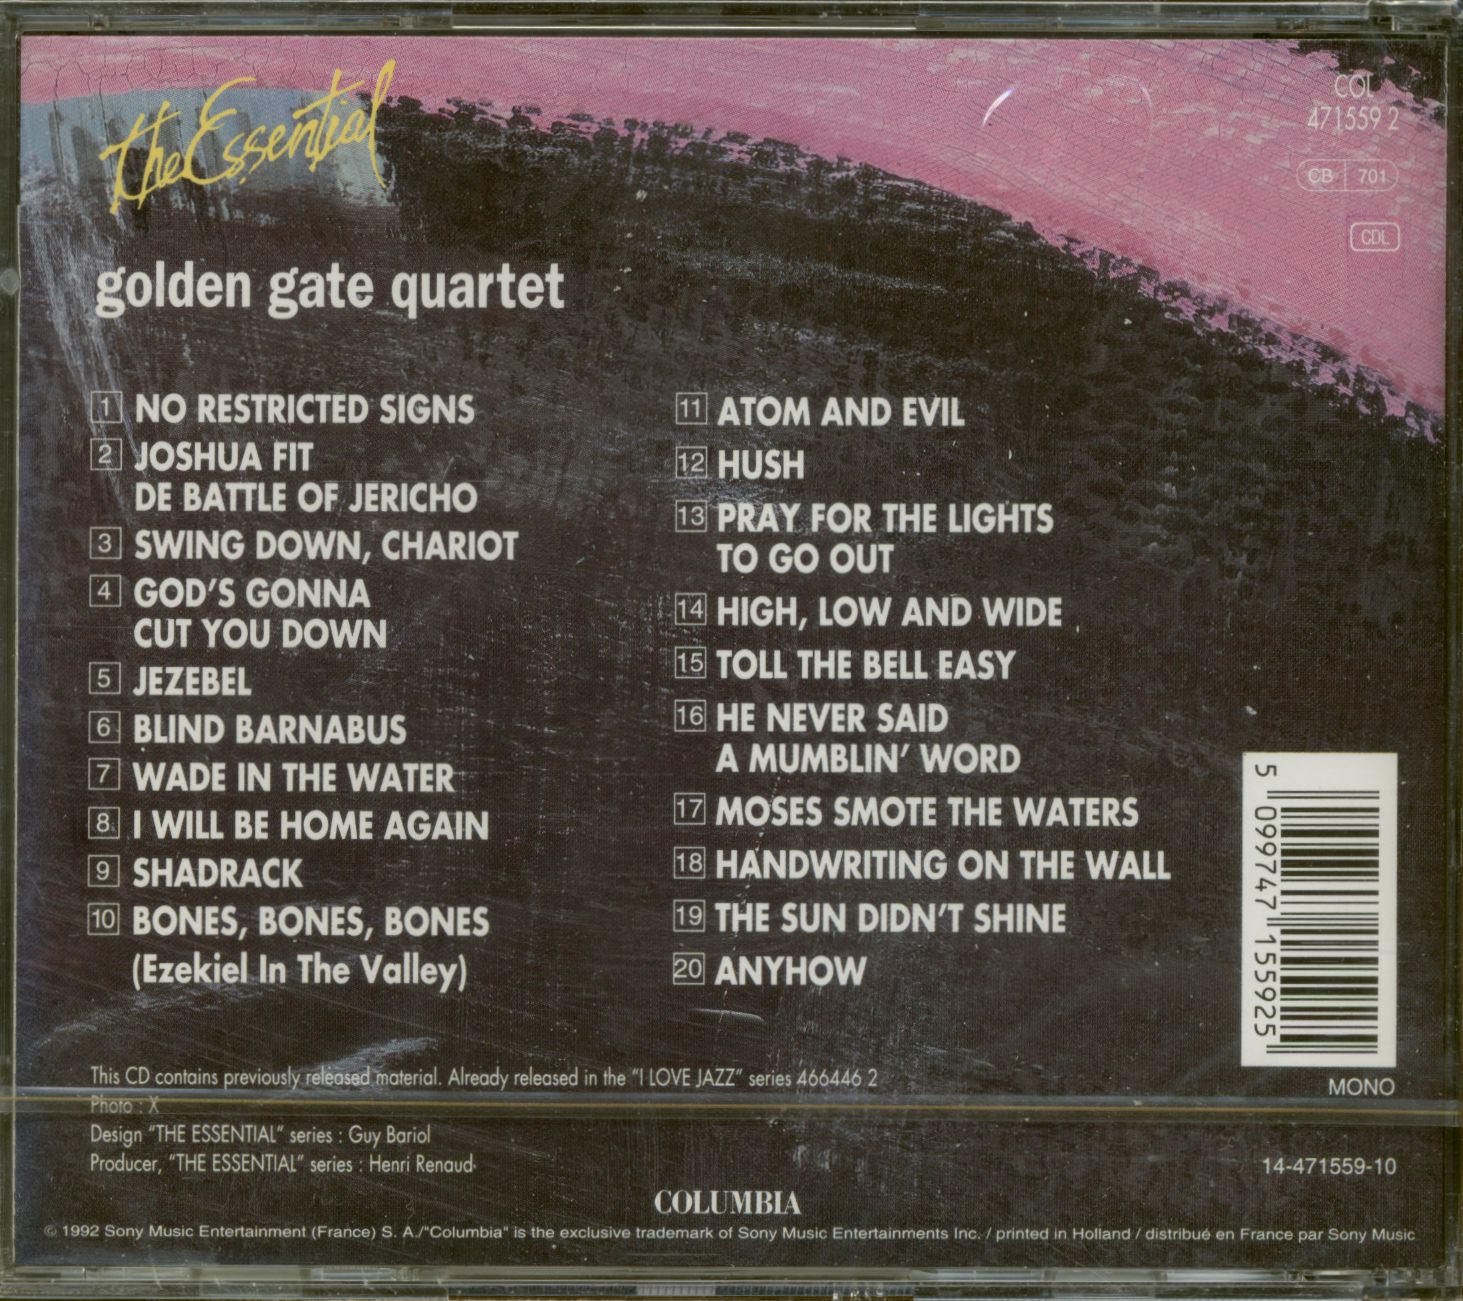 the Essential
COL
471559 2
CB 701
CDL
golden gate quartet
1 NO RESTRICTED SIGNS
2 JOSHUA FIT
DE BATTLE OF JERICHO
3 SWING DOWN, CHARIOT
4 GOD'S GONNA
CUT YOU DOWN
5 JEZEBEL
6 BLIND BARNABUS
7 WADE IN THE WATER
8 I WILL BE HOME AGAIN
9 SHADRACK
10 BONES, BONES, BONES
(Ezekiel In The Valley)
11 ATOM AND EVIL
12 HUSH
13 PRAY FOR THE LIGHTS
TO GO OUT
14 HIGH, LOW AND WIDE
15 TOLL THE BELL EASY
16 HE NEVER SAID
A MUMBLIN' WORD
17 MOSES SMOTE THE WATERS
18 HANDWRITING ON THE WALL
19 THE SUN DIDN'T SHINE
20 ANYHOW
5 099747 155925
MONO
This CD contains previously released material. Already released in the "I LOVE JAZZ" series 466446 2
Photo : X
Design "THE ESSENTIAL" series : Guy Bariol
Producer, "THE ESSENTIAL" series : Henri Renaud
14-471559-10
COLUMBIA
© 1992 Sony Music Entertainment (France) S. A./"Columbia" is the exclusive trademark of Sony Music Entertainments Inc. / printed in Holland / distribué en France par Sony Music